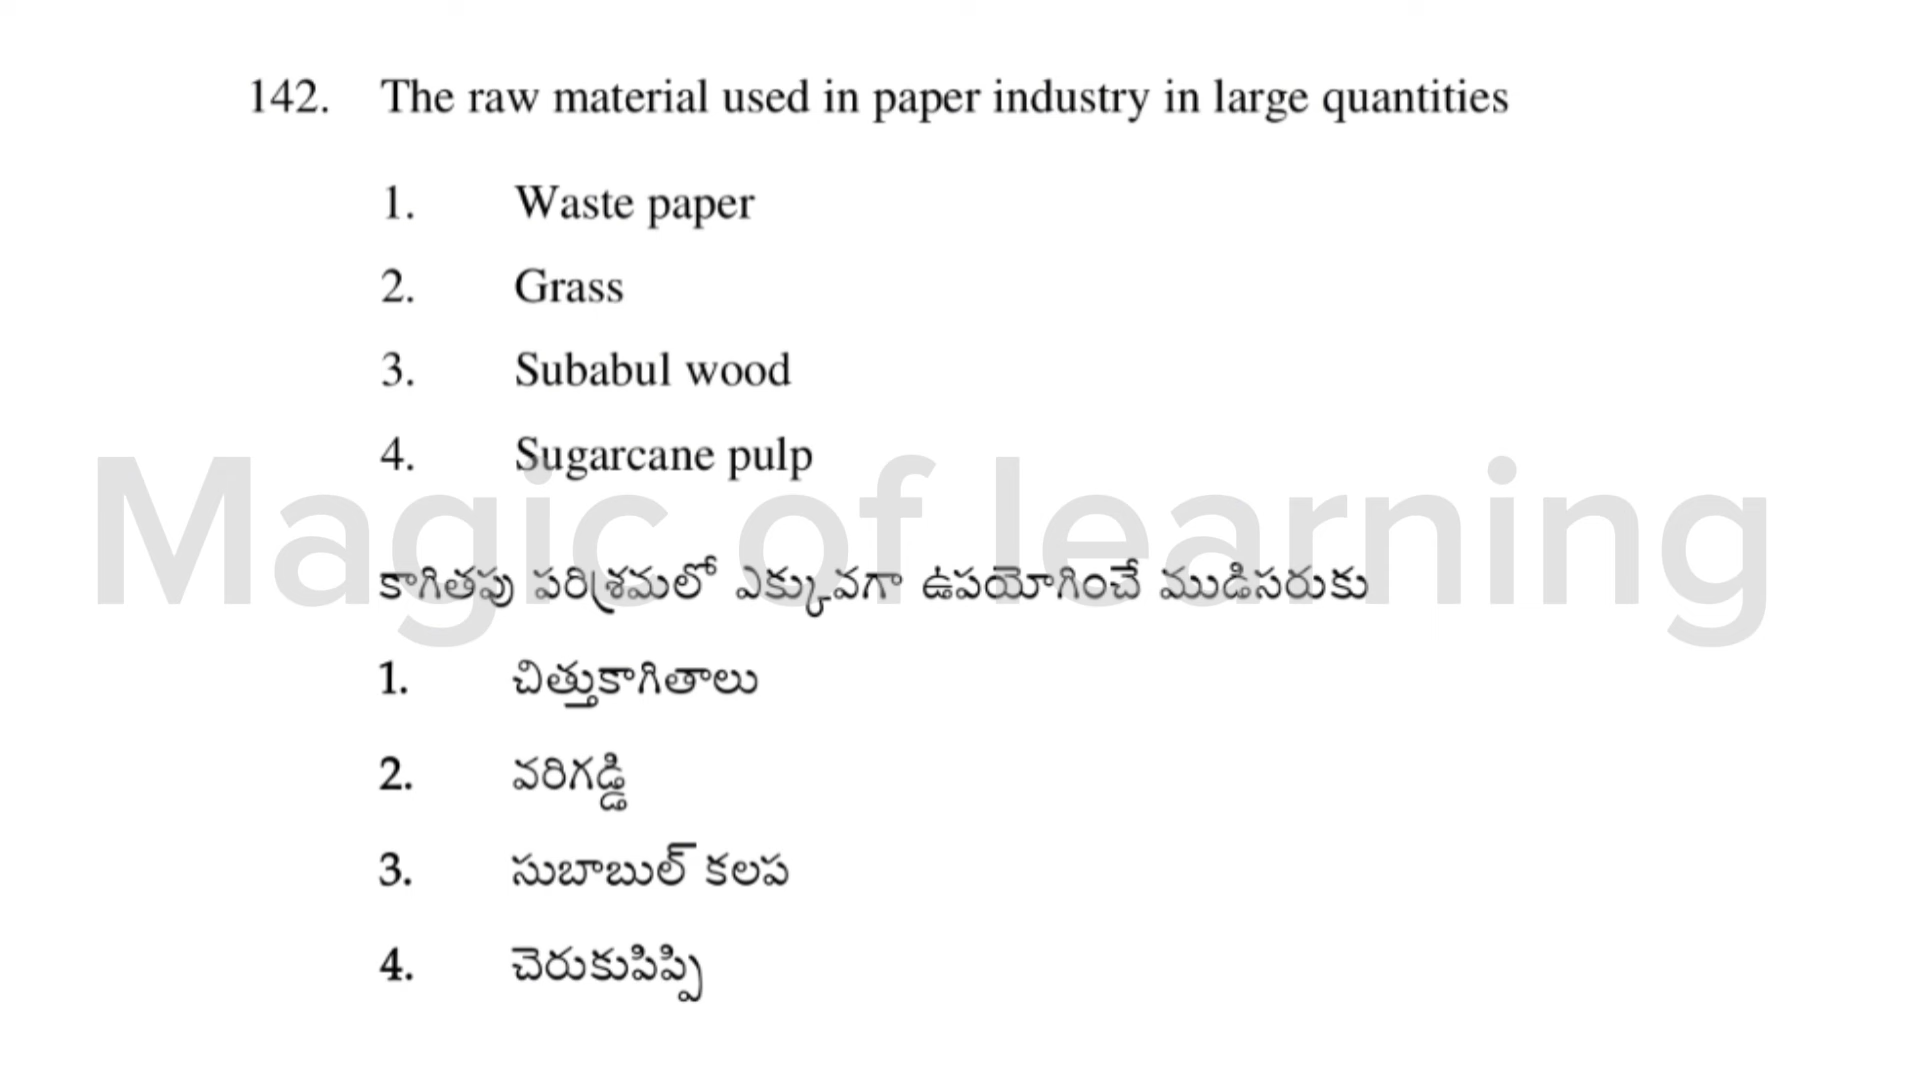 142. The raw material used in paper industry in large quantities
1. Waste paper
2. Grass
3. Subabul wood
4. Sugarcane pulp
Magic of learning
కాగితపు పరిశ్రమలో ఎక్కువగా ఉపయోగించే ముడిసరుకు
1. చిత్తుకాగితాలు
2. వరిగడ్డి
3. సుబాబుల్ కలప
4. చెరుకుపిప్పి